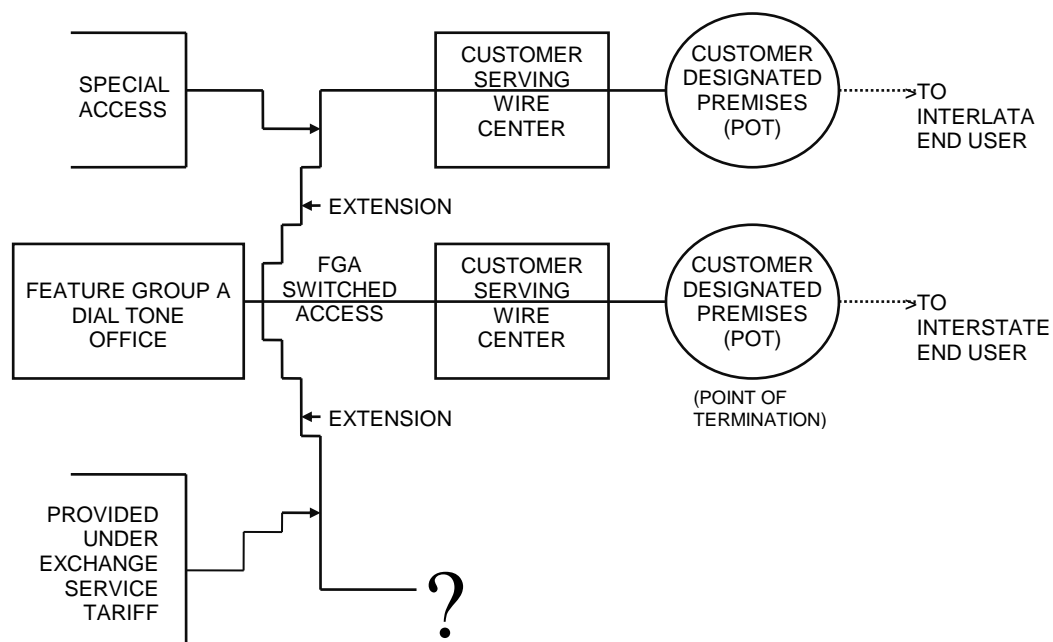 SPECIAL
ACCESS
CUSTOMER
SERVING
WIRE
CENTER
CUSTOMER
DESIGNATED
PREMISES
(POT)
>TO
INTERLATA
END USER
EXTENSION
FEATURE GROUP A
DIAL TONE
OFFICE
FGA
SWITCHED
ACCESS
CUSTOMER
SERVING
WIRE
CENTER
CUSTOMER
DESIGNATED
PREMISES
(POT)
>TO
INTERSTATE
END USER
(POINT OF
TERMINATION)
EXTENSION
PROVIDED
UNDER
EXCHANGE
SERVICE
TARIFF
?